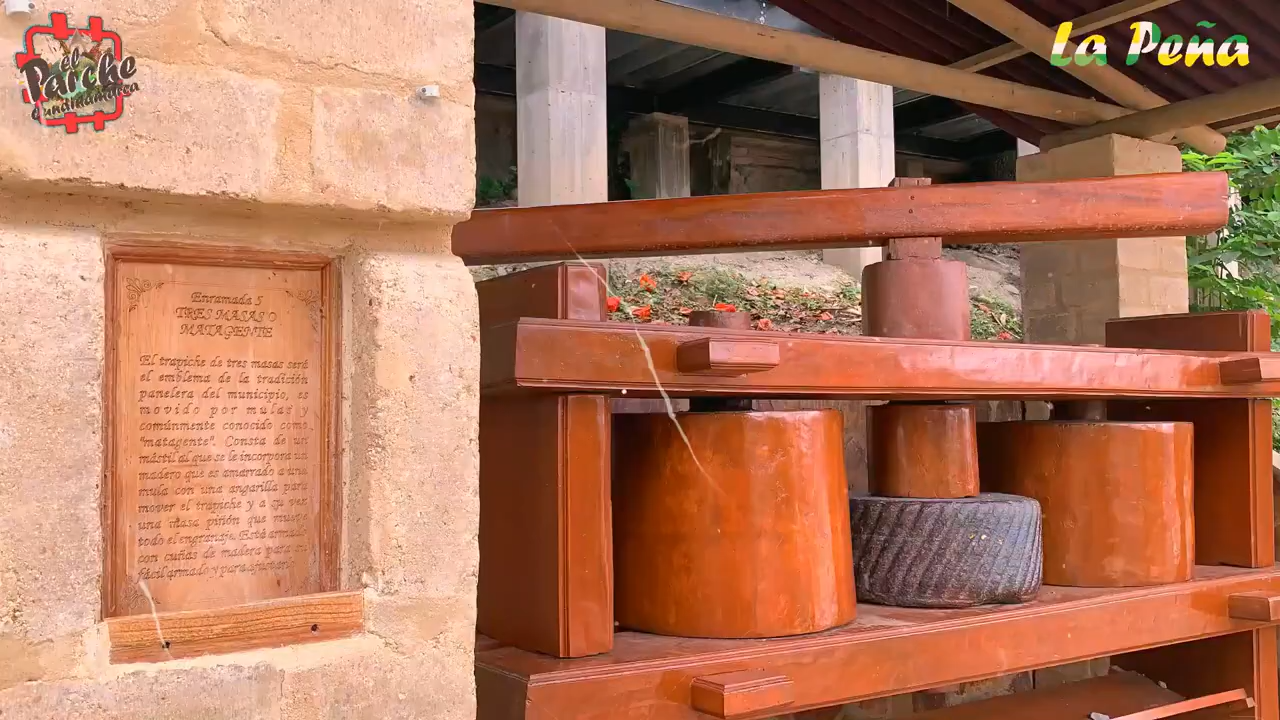 el
Parche
Cundinamarca
La Peña
Enramada 5
TRES MASAS O
MATAGENTE
El trapiche de tres masas será
el emblema de la tradición
panelera del municipio, es
movido por mulas y
comúnmente conocido como
"matagente". Consta de un
mástil al que se le incorpora un
madero que es amarrado a una
mula con una angarilla para
mover el trapiche y a su vez
una masa piñón que mueve
todo el engranaje. Está armado
con cuñas de madera para su
fácil armado y para ajustar